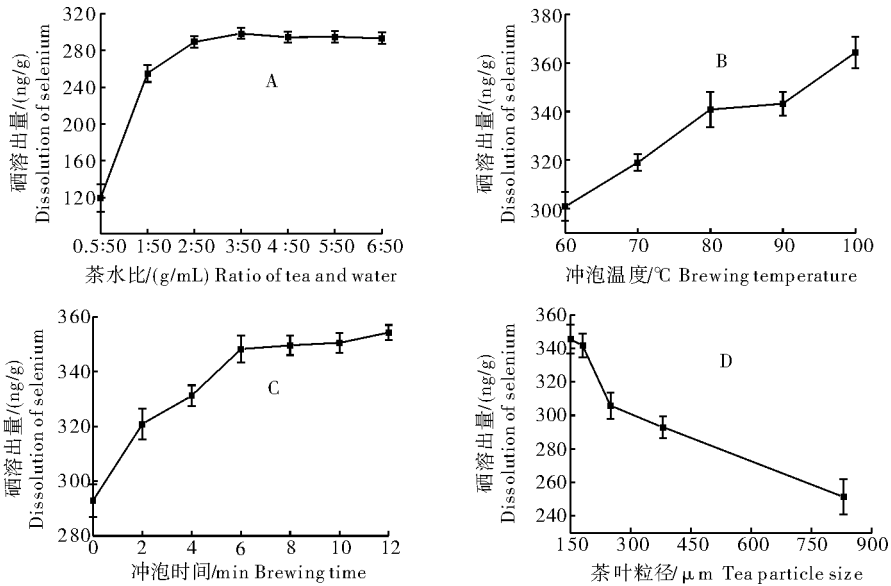 硒溶出量/(ng/g)
Dissolution of selenium
320
280
240
200
160
120
A
0.5:50 1:50 2:50 3:50 4:50 5:50 6:50
茶水比/(g/mL) Ratio of tea and water
硒溶出量/(ng/g)
Dissolution of selenium
380
360
340
320
300
B
60 70 80 90 100
冲泡温度/℃ Brewing temperature
硒溶出量/(ng/g)
Dissolution of selenium
360
340
320
300
280
C
0 2 4 6 8 10 12
冲泡时间/min Brewing time
硒溶出量/(ng/g)
Dissolution of selenium
360
340
320
300
280
260
240
230
D
150 300 450 600 750 900
茶叶粒径/μm Tea particle size